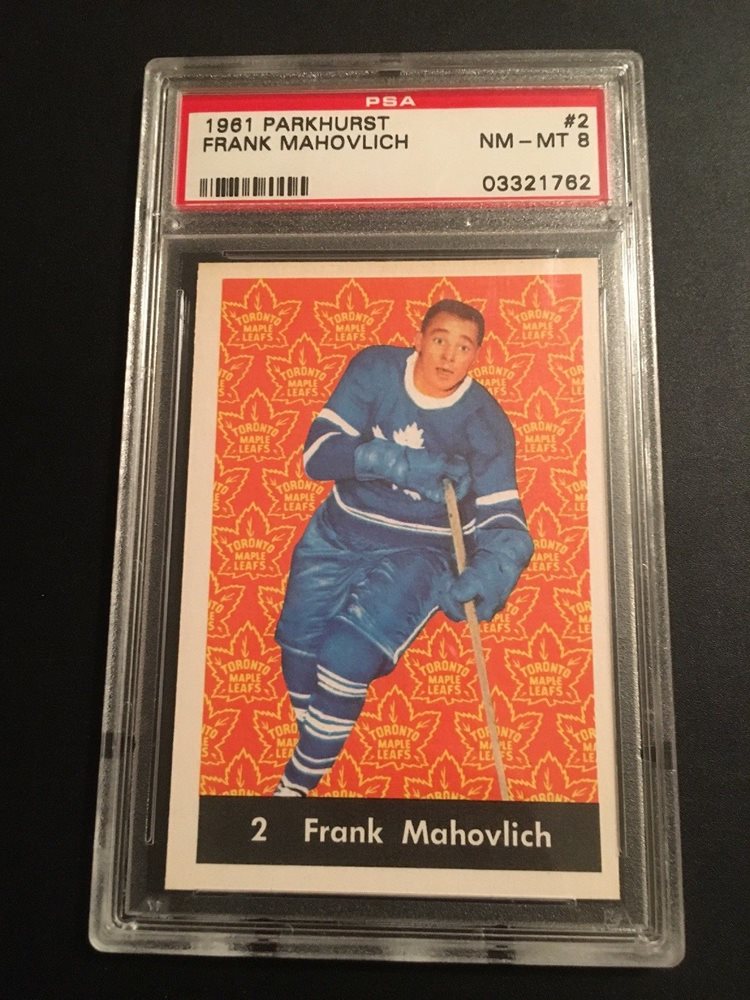 PSA
1961 PARKHURST #2
FRANK MAHOVLICH NM - MT 8
03321762
TORONTO MAPLE LEAFS
2 Frank Mahovlich